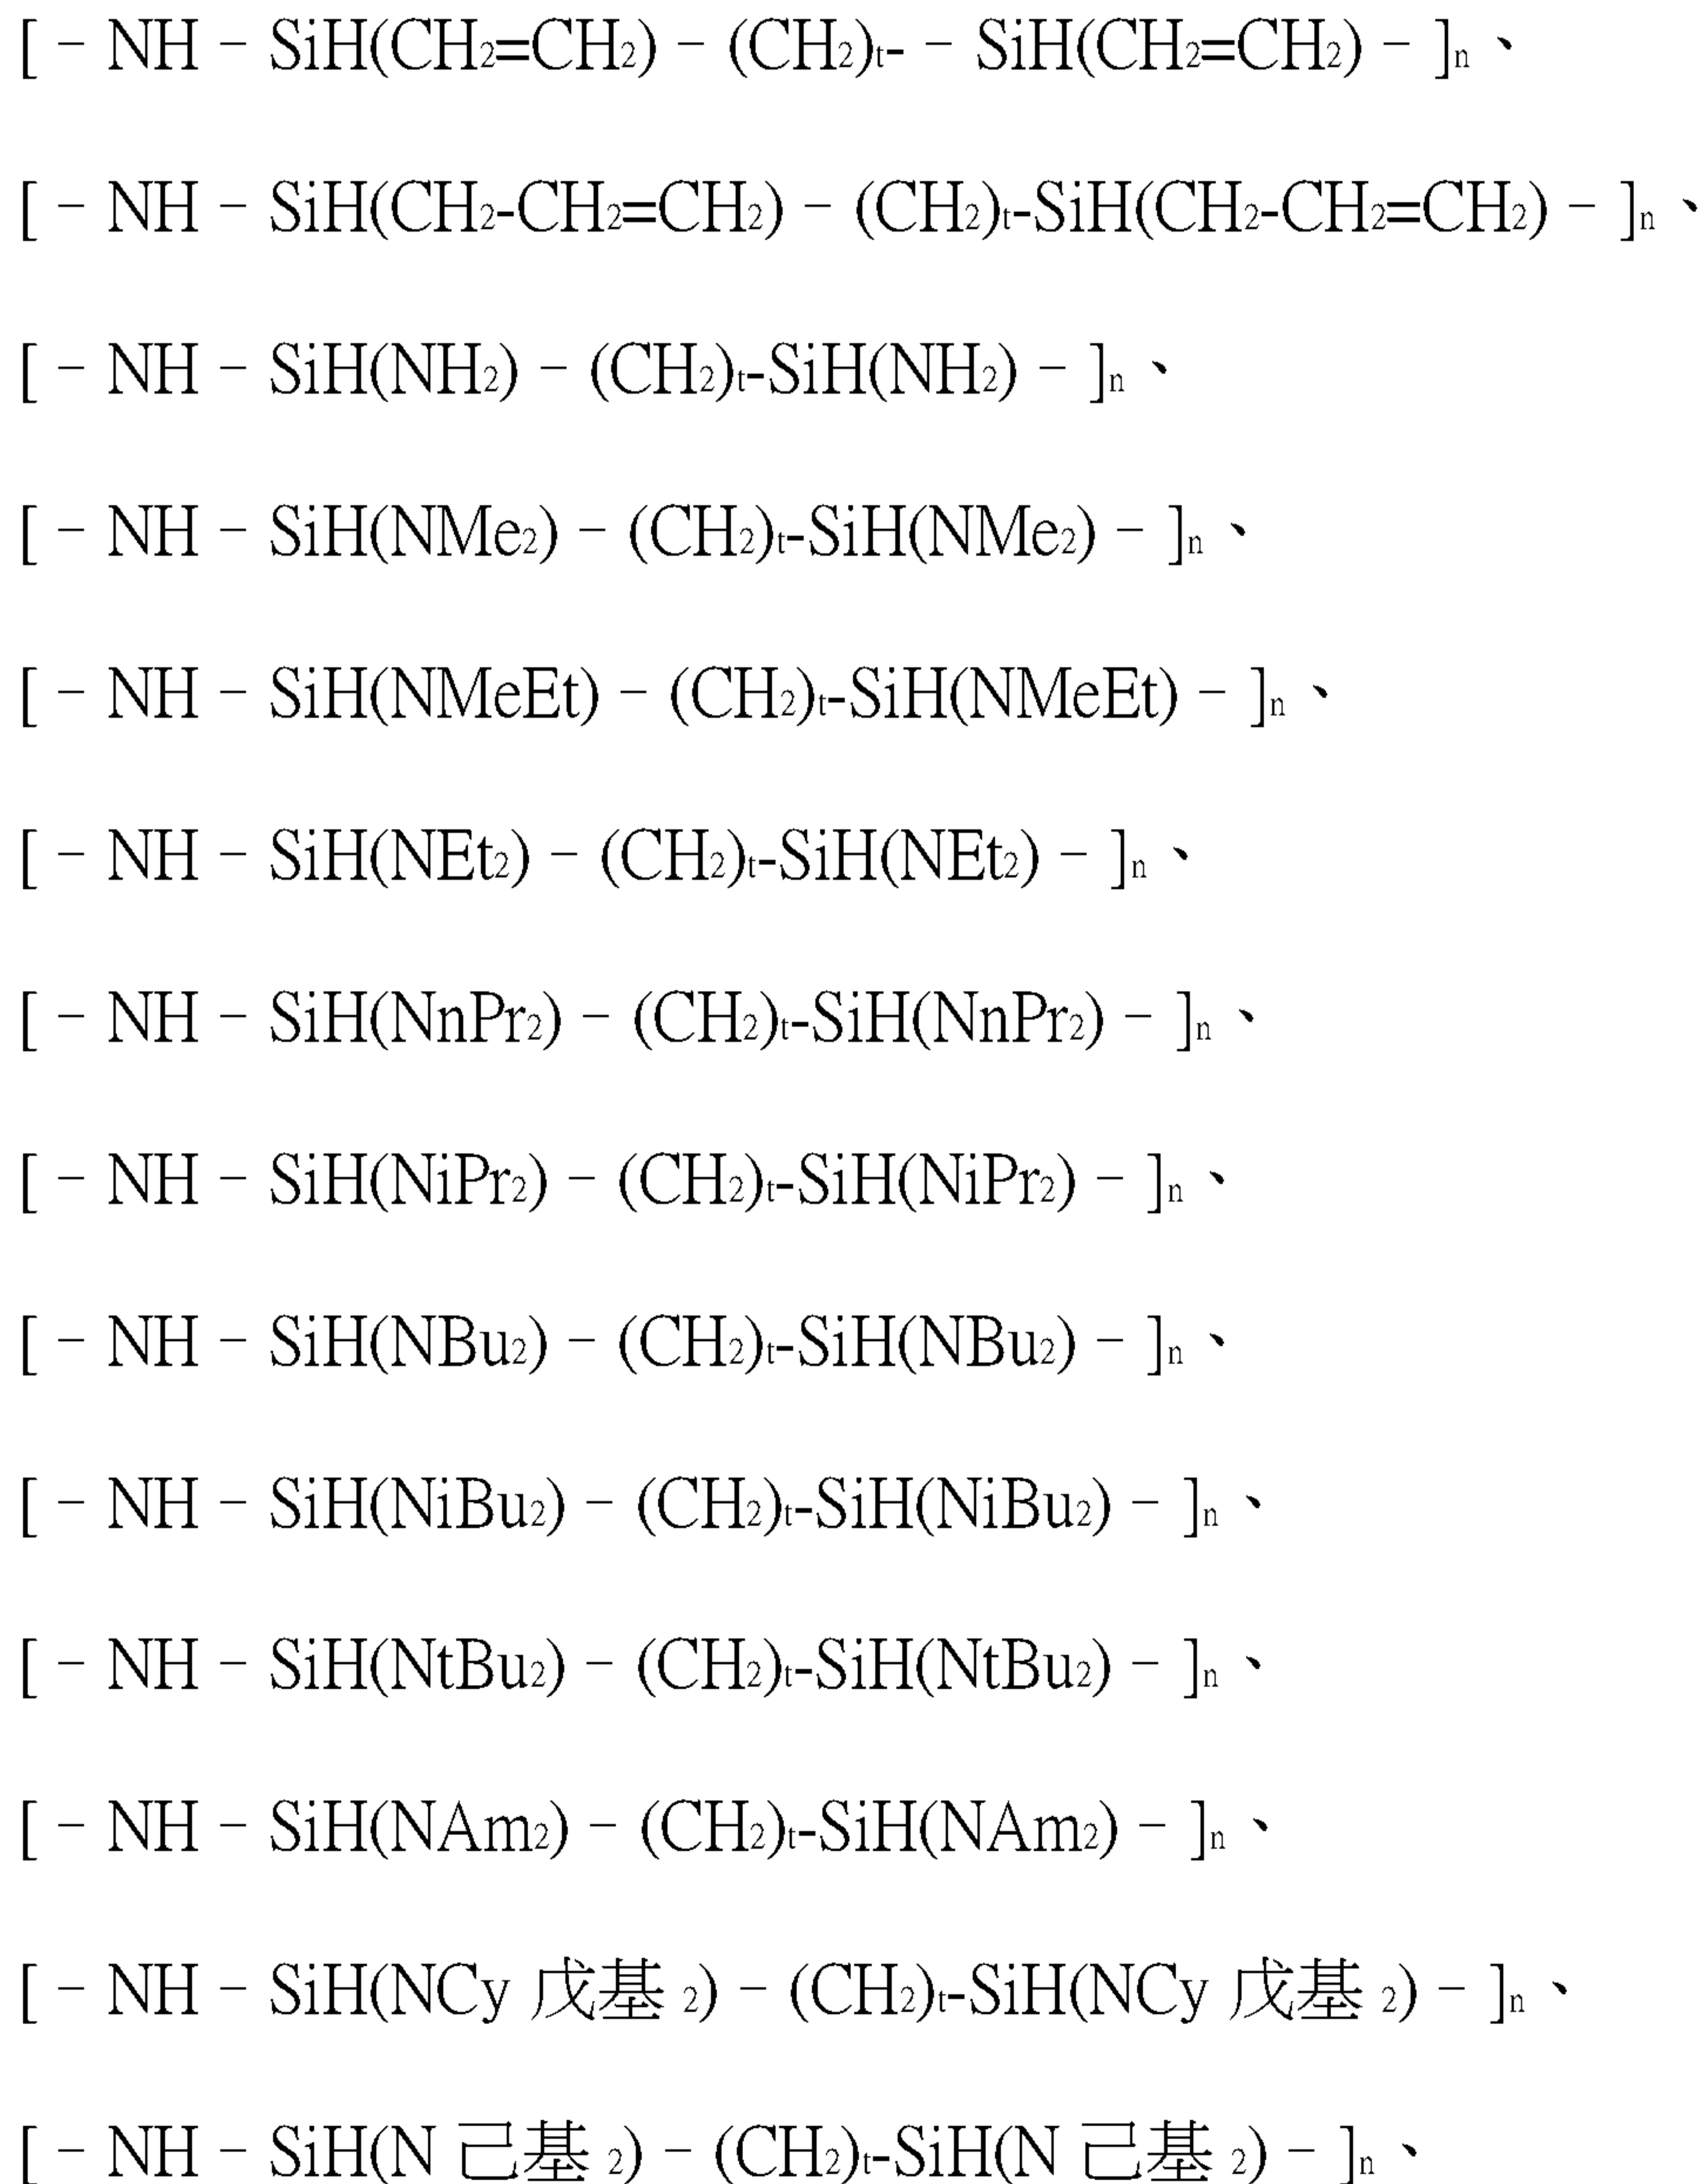 [－NH－SiH(CH2=CH2)－(CH2)t-－SiH(CH2=CH2)－]n、
[－NH－SiH(CH2-CH2=CH2)－(CH2)t-SiH(CH2-CH2=CH2)－]n、
[－NH－SiH(NH2)－(CH2)t-SiH(NH2)－]n、
[－NH－SiH(NMe2)－(CH2)t-SiH(NMe2)－]n、
[－NH－SiH(NMeEt)－(CH2)t-SiH(NMeEt)－]n、
[－NH－SiH(NEt2)－(CH2)t-SiH(NEt2)－]n、
[－NH－SiH(NnPr2)－(CH2)t-SiH(NnPr2)－]n、
[－NH－SiH(NiPr2)－(CH2)t-SiH(NiPr2)－]n、
[－NH－SiH(NBu2)－(CH2)t-SiH(NBu2)－]n、
[－NH－SiH(NiBu2)－(CH2)t-SiH(NiBu2)－]n、
[－NH－SiH(NtBu2)－(CH2)t-SiH(NtBu2)－]n、
[－NH－SiH(NAm2)－(CH2)t-SiH(NAm2)－]n、
[－NH－SiH(NCy戊基2)－(CH2)t-SiH(NCy戊基2)－]n、
[－NH－SiH(N己基2)－(CH2)t-SiH(N己基2)－]n、